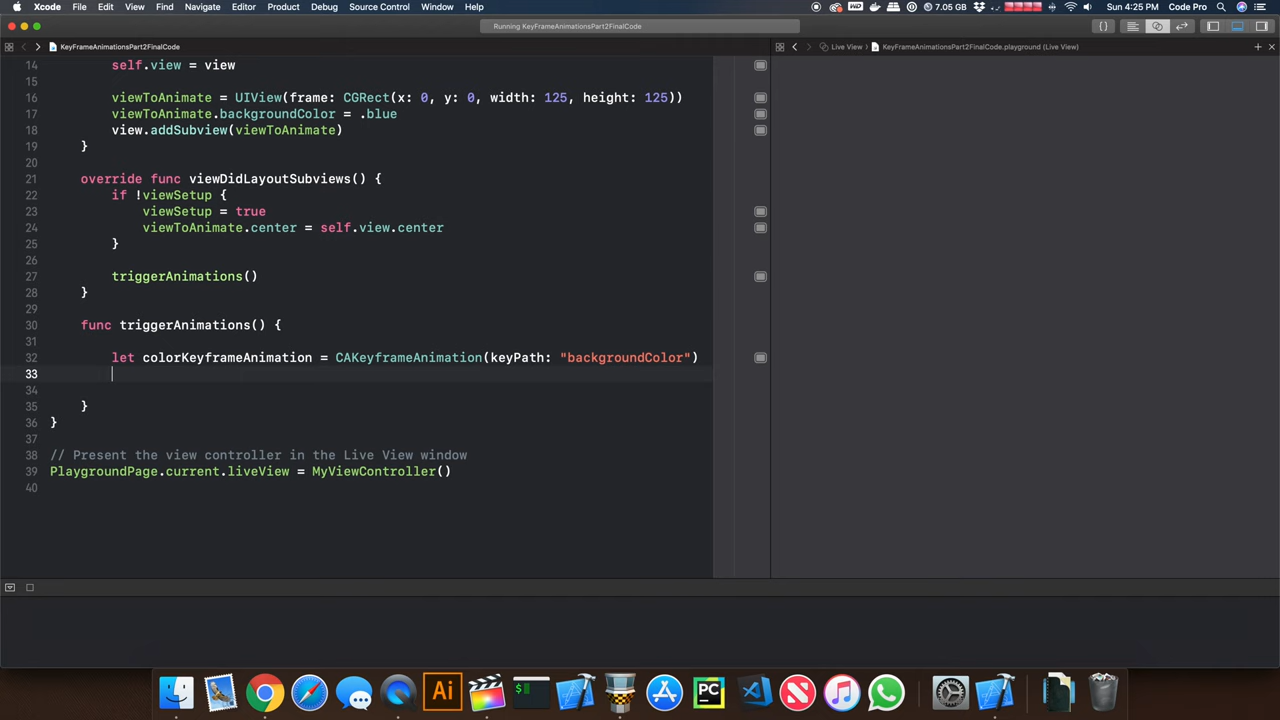 Xcode File Edit View Find Navigate Editor Product Debug Source Control Window Help 7.05 GB Sun 4:25 PM Code Pro
Running KeyFrameAnimationsPart2FinalCode
KeyFrameAnimationsPart2FinalCode
Live View KeyFrameAnimationsPart2FinalCode.playground (Live View)
14 self.view = view
15
16 viewToAnimate = UIView(frame: CGRect(x: 0, y: 0, width: 125, height: 125))
17 viewToAnimate.backgroundColor = .blue
18 view.addSubview(viewToAnimate)
19 }
20
21 override func viewDidLayoutSubviews() {
22 if !viewSetup {
23 viewSetup = true
24 viewToAnimate.center = self.view.center
25 }
26
27 triggerAnimations()
28 }
29
30 func triggerAnimations() {
31
32 let colorKeyframeAnimation = CAKeyframeAnimation(keyPath: "backgroundColor")
33
34
35 }
36 }
37
38 // Present the view controller in the Live View window
39 PlaygroundPage.current.liveView = MyViewController()
40
Ai
PC